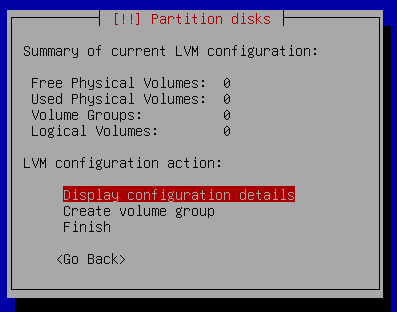 [!!] Partition disks
Summary of current LVM configuration:
Free Physical Volumes: 0
Used Physical Volumes: 0
Volume Groups: 0
Logical Volumes: 0
LVM configuration action:
Display configuration details
Create volume group
Finish
<Go Back>